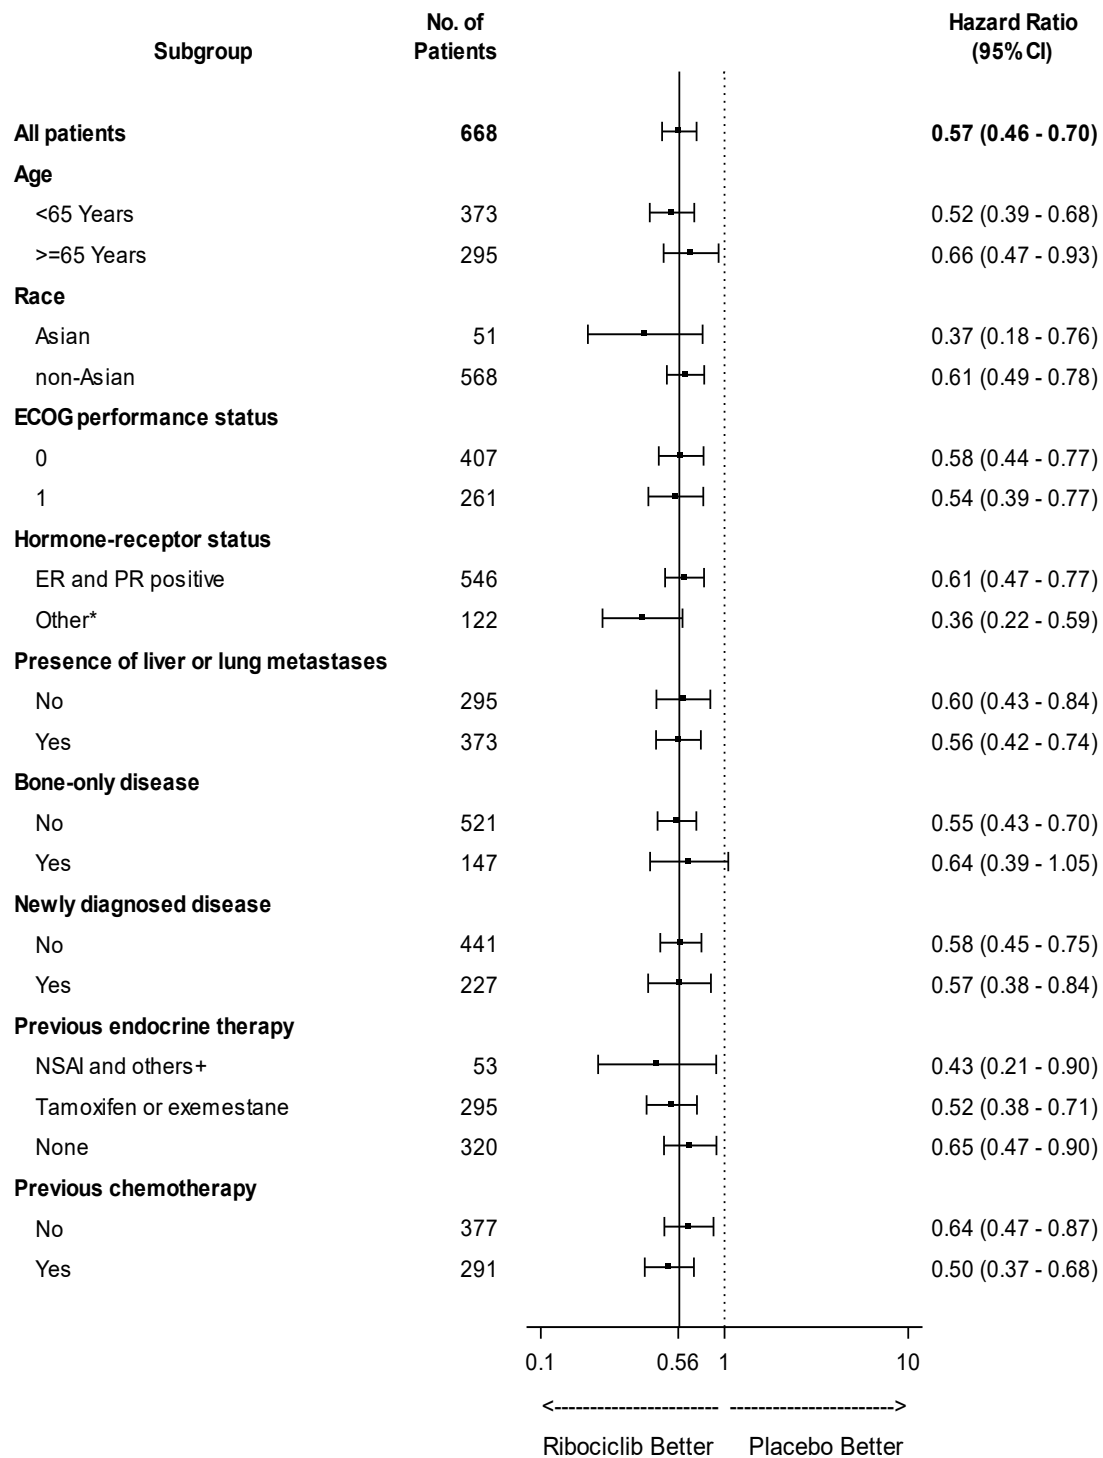 Subgroup No. of Patients Hazard Ratio (95% CI)
All patients 668 0.57 (0.46 - 0.70)
Age
<65 Years 373 0.52 (0.39 - 0.68)
>=65 Years 295 0.66 (0.47 - 0.93)
Race
Asian 51 0.37 (0.18 - 0.76)
non-Asian 568 0.61 (0.49 - 0.78)
ECOG performance status
0 407 0.58 (0.44 - 0.77)
1 261 0.54 (0.39 - 0.77)
Hormone-receptor status
ER and PR positive 546 0.61 (0.47 - 0.77)
Other* 122 0.36 (0.22 - 0.59)
Presence of liver or lung metastases
No 295 0.60 (0.43 - 0.84)
Yes 373 0.56 (0.42 - 0.74)
Bone-only disease
No 521 0.55 (0.43 - 0.70)
Yes 147 0.64 (0.39 - 1.05)
Newly diagnosed disease
No 441 0.58 (0.45 - 0.75)
Yes 227 0.57 (0.38 - 0.84)
Previous endocrine therapy
NSAI and others+ 53 0.43 (0.21 - 0.90)
Tamoxifen or exemestane 295 0.52 (0.38 - 0.71)
None 320 0.65 (0.47 - 0.90)
Previous chemotherapy
No 377 0.64 (0.47 - 0.87)
Yes 291 0.50 (0.37 - 0.68)
0.1 0.56 1 10
Ribociclib Better Placebo Better